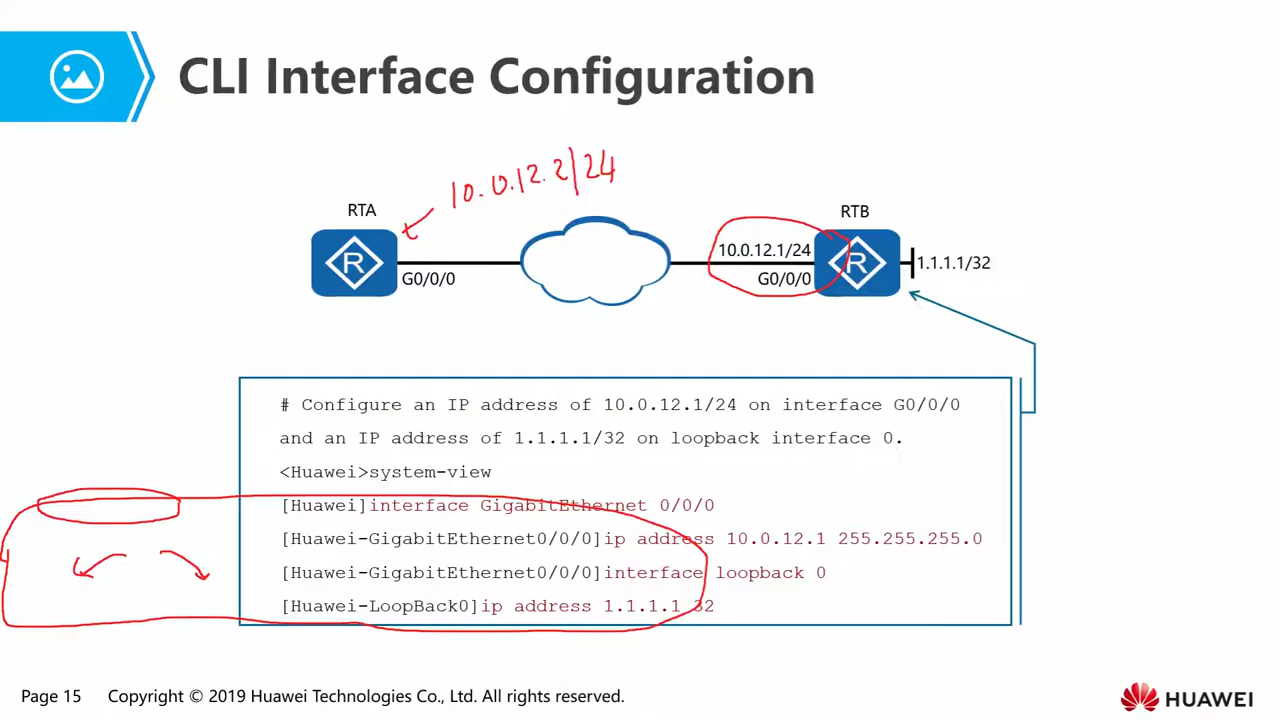 CLI Interface Configuration
10.0.12.2/24
RTA
RTB
10.0.12.1/24
R
R
1.1.1.1/32
G0/0/0
G0/0/0
# Configure an IP address of 10.0.12.1/24 on interface G0/0/0
and an IP address of 1.1.1.1/32 on loopback interface 0.
<Huawei>system-view
[Huawei]interface GigabitEthernet 0/0/0
[Huawei-GigabitEthernet0/0/0]ip address 10.0.12.1 255.255.255.0
[Huawei-GigabitEthernet0/0/0]interface loopback 0
[Huawei-LoopBack0]ip address 1.1.1.1 32
Page 15 Copyright © 2019 Huawei Technologies Co., Ltd. All rights reserved.
HUAWEI